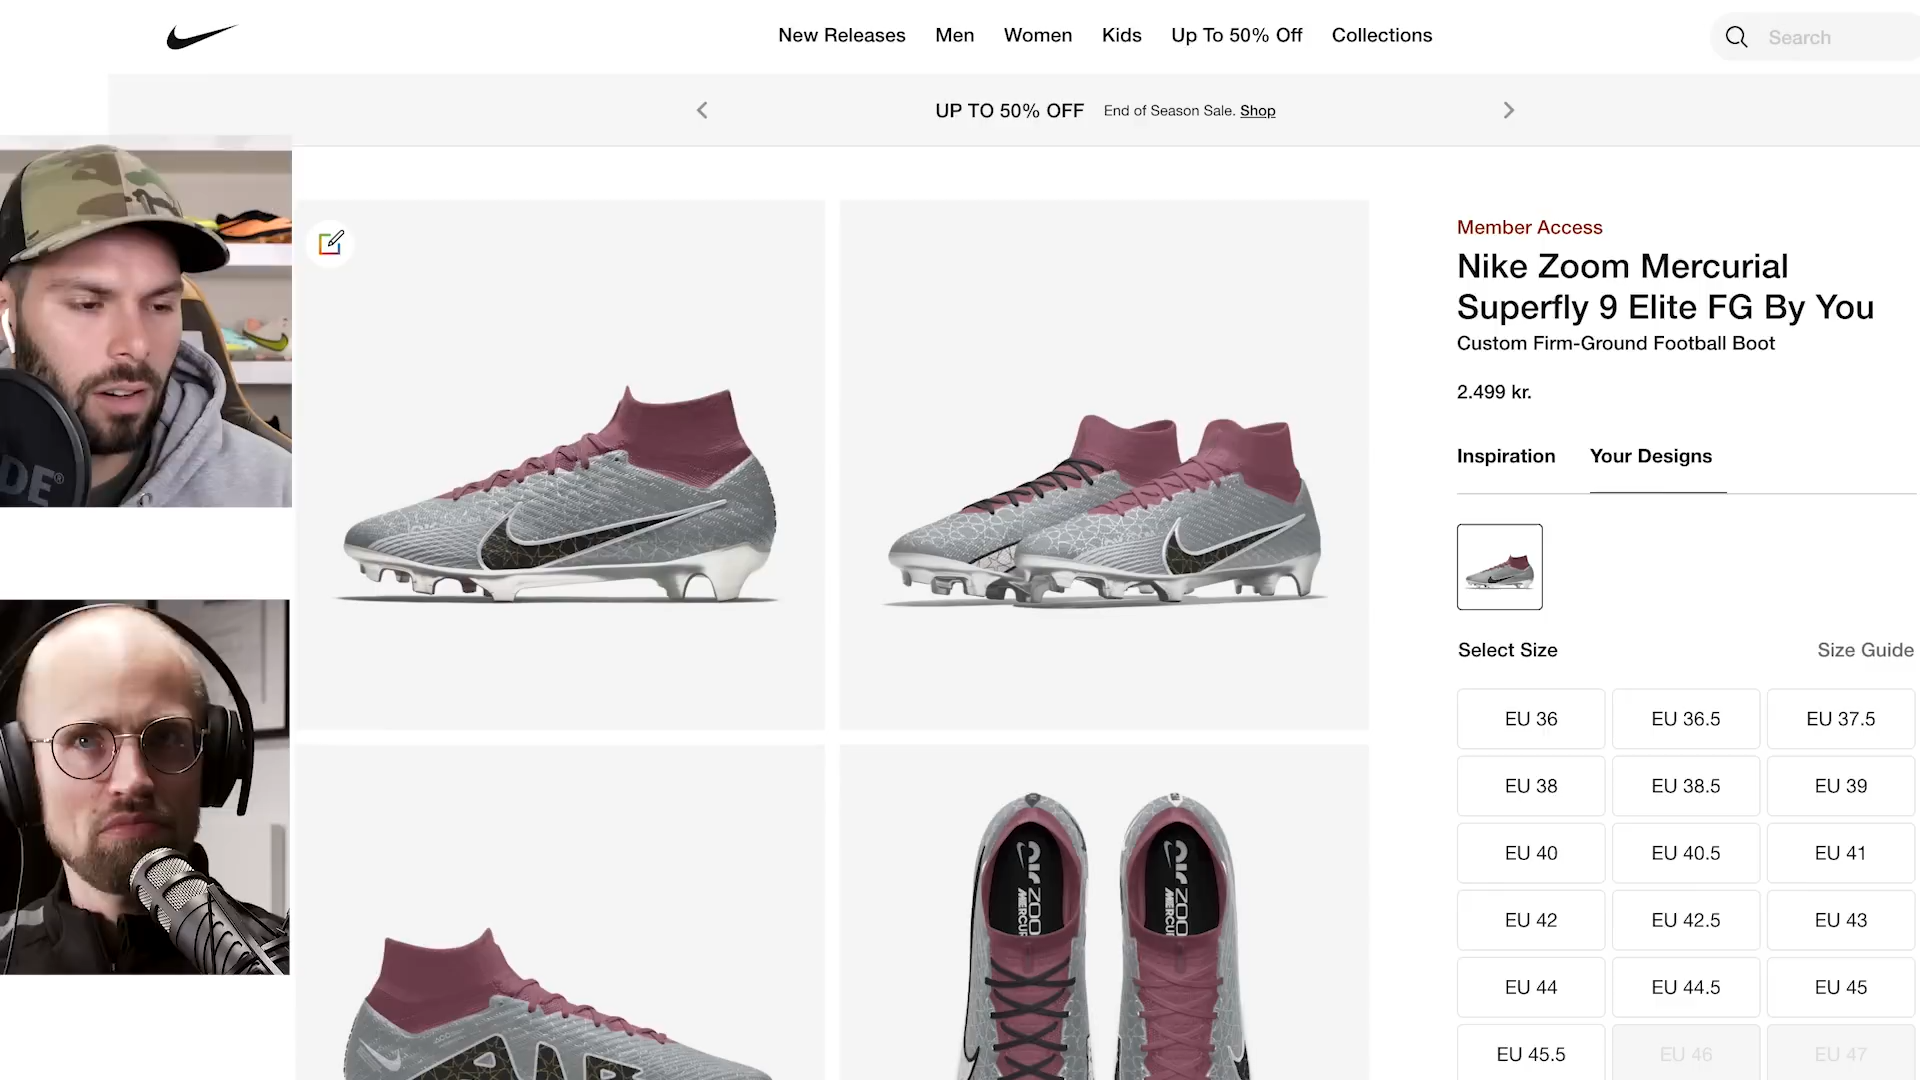 New Releases Men Women Kids Up To 50% Off Collections
Search
UP TO 50% OFF End of Season Sale. Shop
Member Access
Nike Zoom Mercurial
Superfly 9 Elite FG By You
Custom Firm-Ground Football Boot
2.499 kr.
Inspiration Your Designs
Select Size Size Guide
EU 36 EU 36.5 EU 37.5
EU 38 EU 38.5 EU 39
EU 40 EU 40.5 EU 41
EU 42 EU 42.5 EU 43
EU 44 EU 44.5 EU 45
EU 45.5 EU 46 EU 47